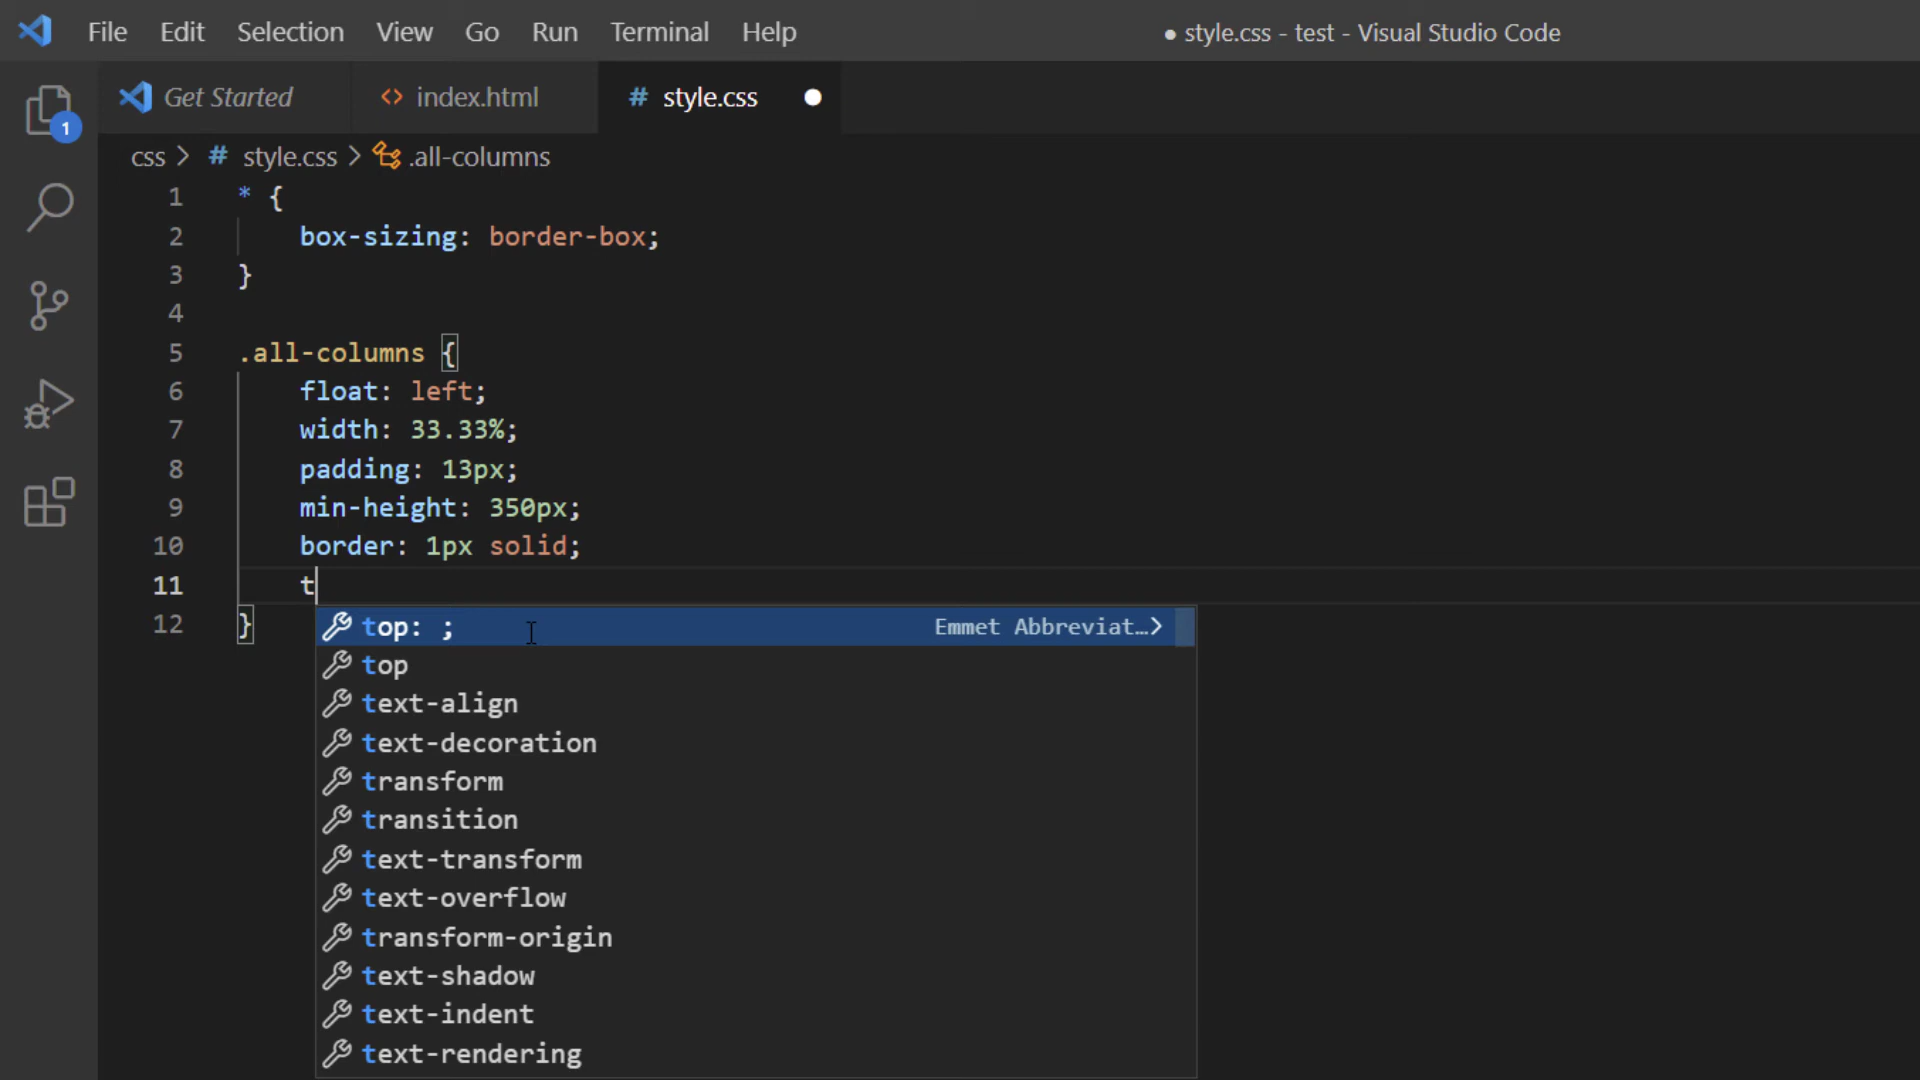 File Edit Selection View Go Run Terminal Help ● style.css - test - Visual Studio Code
Get Started <> index.html # style.css ●
1
css > # style.css > .all-columns
1 * {
2 box-sizing: border-box;
3 }
4
5 .all-columns {
6 float: left;
7 width: 33.33%;
8 padding: 13px;
9 min-height: 350px;
10 border: 1px solid;
11 t
12 }
top: ; Emmet Abbreviat…>
top
text-align
text-decoration
transform
transition
text-transform
text-overflow
transform-origin
text-shadow
text-indent
text-rendering